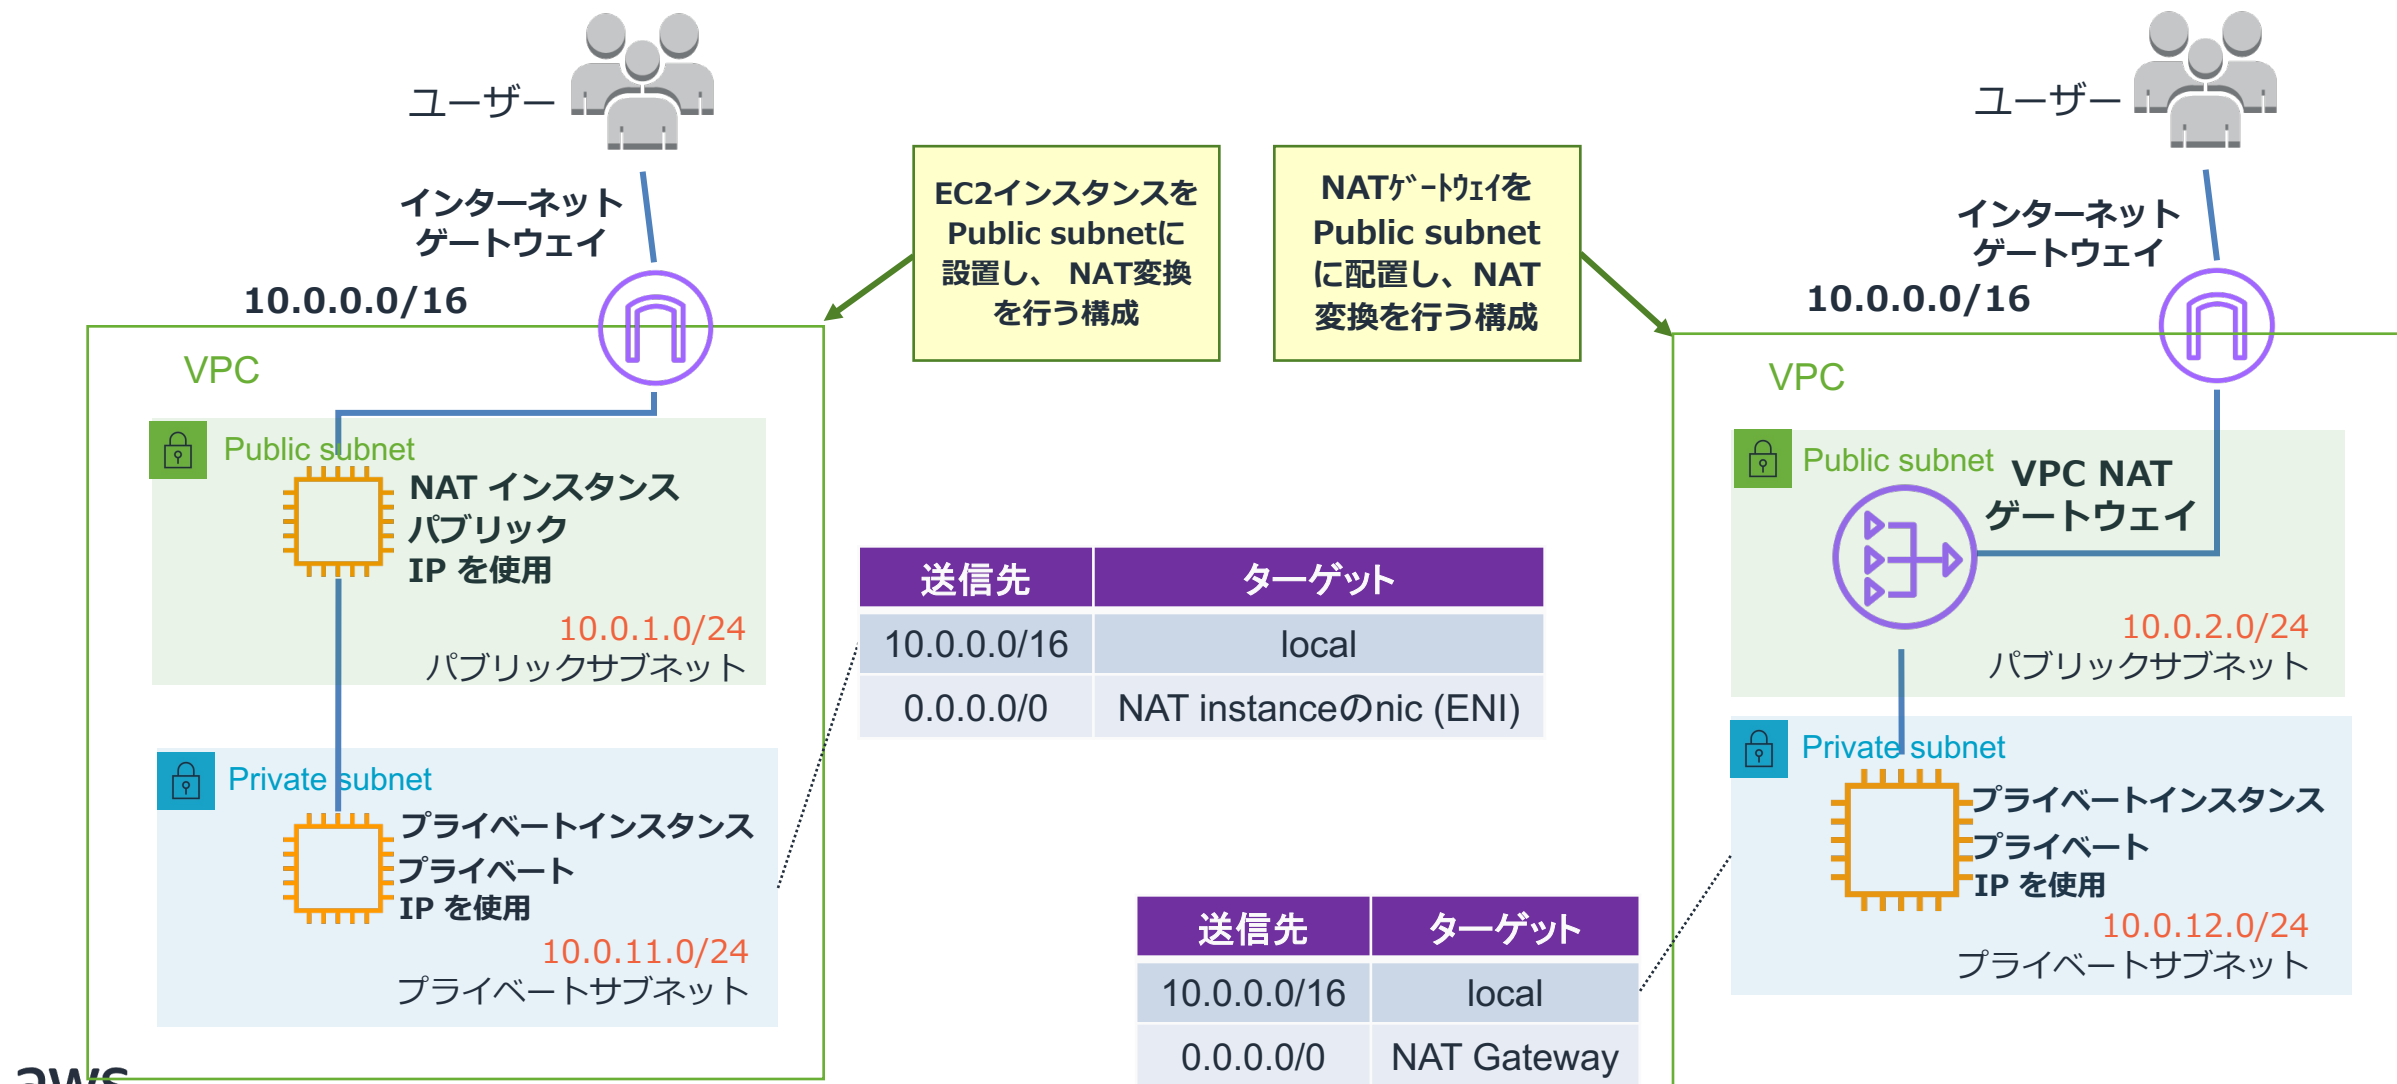 ユーザー
インターネット
ゲートウェイ
10.0.0.0/16
VPC
Public subnet
NAT インスタンス
パブリック
IP を使用
10.0.1.0/24
パブリックサブネット
Private subnet
プライベートインスタンス
プライベート
IP を使用
10.0.11.0/24
プライベートサブネット
aws
EC2インスタンスを
Public subnetに
設置し、 NAT変換
を行う構成
NATｹﾞｰﾄｳｪｲを
Public subnet
に配置し、NAT
変換を行う構成
送信先 ターゲット
10.0.0.0/16 local
0.0.0.0/0 NAT instanceのnic (ENI)
送信先 ターゲット
10.0.0.0/16 local
0.0.0.0/0 NAT Gateway
ユーザー
インターネット
ゲートウェイ
10.0.0.0/16
VPC
Public subnet
VPC NAT
ゲートウェイ
10.0.2.0/24
パブリックサブネット
Private subnet
プライベートインスタンス
プライベート
IP を使用
10.0.12.0/24
プライベートサブネット